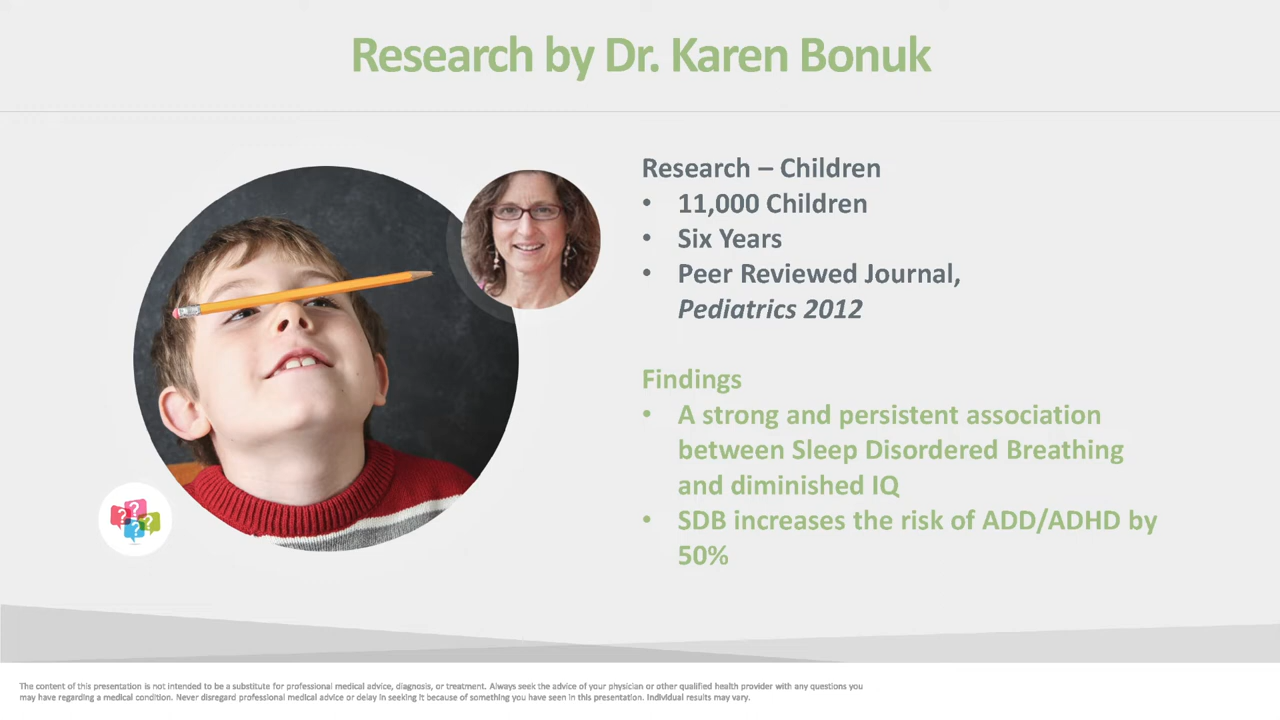 Research by Dr. Karen Bonuk
Research – Children
• 11,000 Children
• Six Years
• Peer Reviewed Journal,
Pediatrics 2012
Findings
• A strong and persistent association
between Sleep Disordered Breathing
and diminished IQ
• SDB increases the risk of ADD/ADHD by
50%
? ? ? ?
The content of this presentation is not intended to be a substitute for professional medical advice, diagnosis, or treatment. Always seek the advice of your physician or other qualified health provider with any questions you
may have regarding a medical condition. Never disregard professional medical advice or delay in seeking it because of something you have seen in this presentation. Individual results may vary.